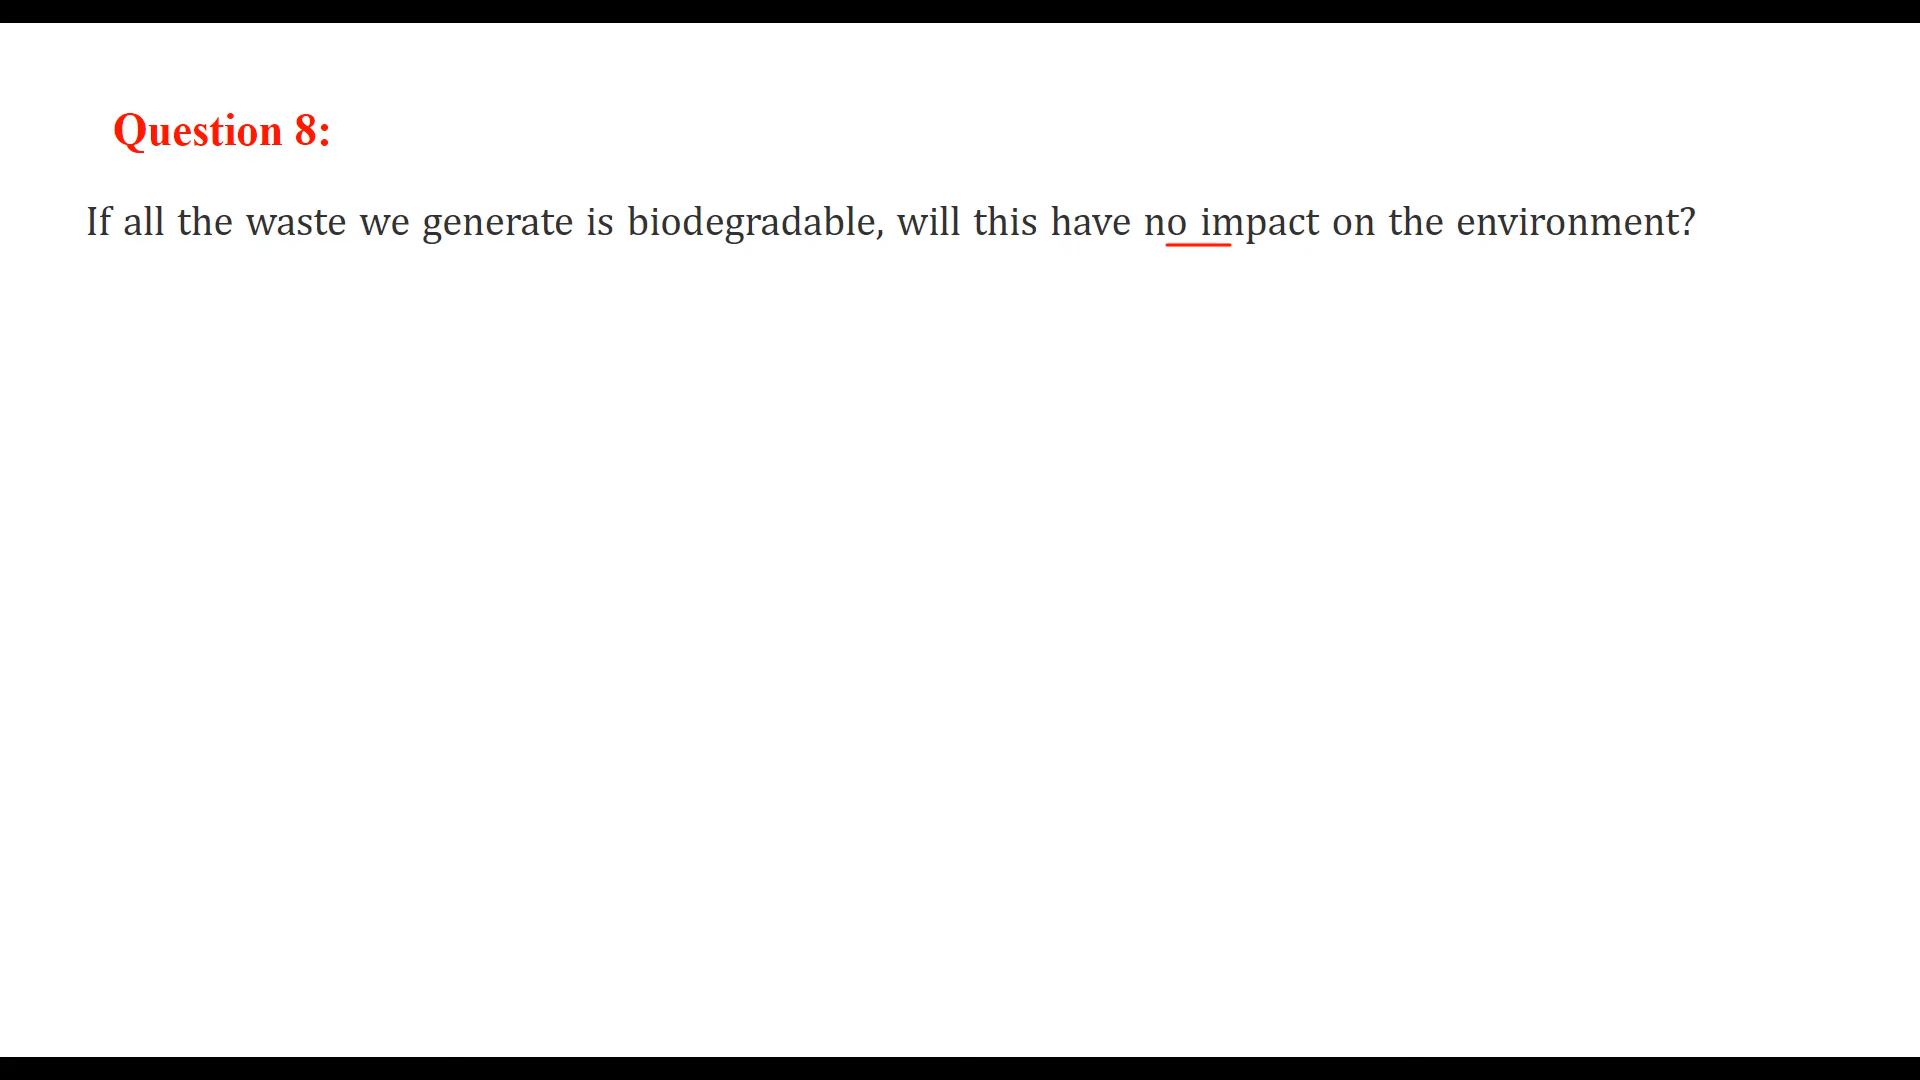 Question 8:
If all the waste we generate is biodegradable, will this have no impact on the environment?